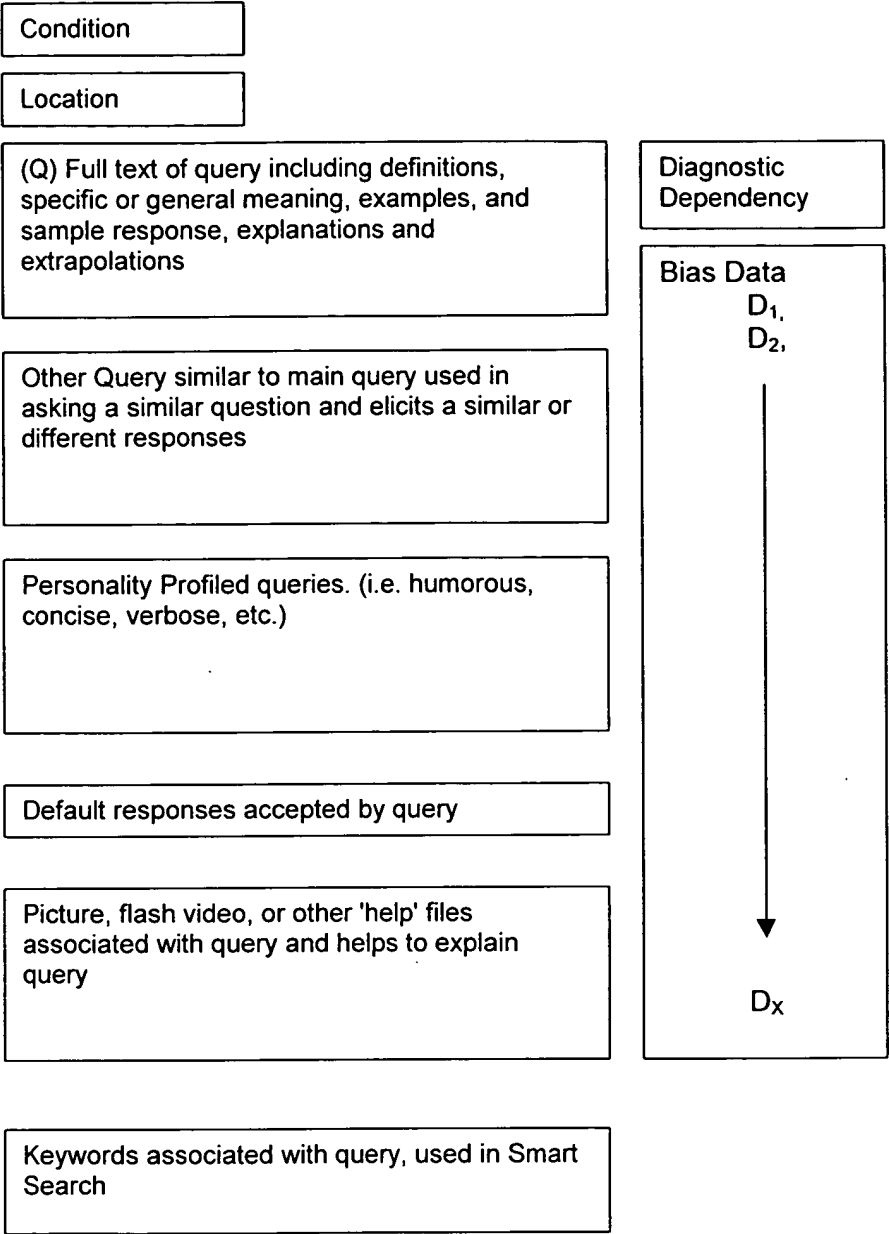 Condition
Location
(Q) Full text of query including definitions,
specific or general meaning, examples, and
sample response, explanations and
extrapolations
Diagnostic
Dependency
Bias Data
D1,
D2,
Other Query similar to main query used in
asking a similar question and elicits a similar or
different responses
Personality Profiled queries. (i.e. humorous,
concise, verbose, etc.)
Default responses accepted by query
Picture, flash video, or other 'help' files
associated with query and helps to explain
query
DX
Keywords associated with query, used in Smart
Search